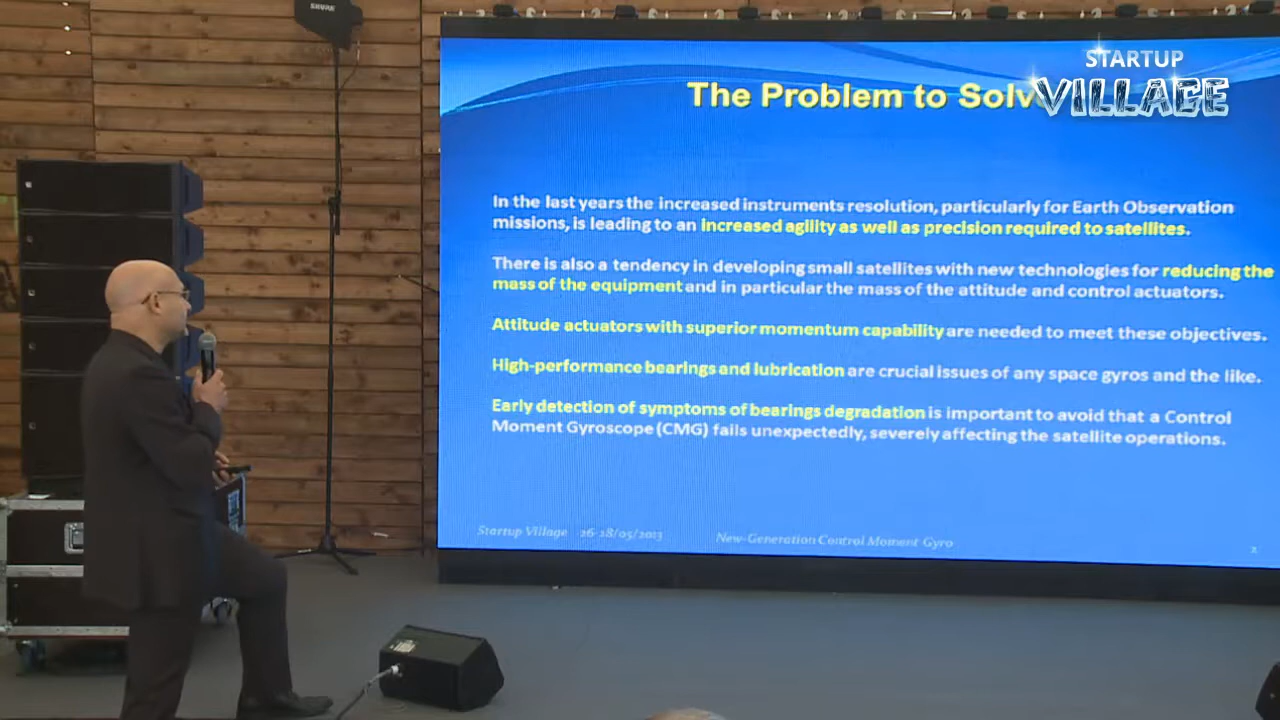 SHURE
STARTUP
VILLAGE
The Problem to Solv
In the last years the increased instruments resolution, particularly for Earth Observation
missions, is leading to an increased agility as well as precision required to satellites.
There is also a tendency in developing small satellites with new technologies for reducing the
mass of the equipment and in particular the mass of the attitude and control actuators.
Attitude actuators with superior momentum capability are needed to meet these objectives.
High-performance bearings and lubrication are crucial issues of any space gyros and the like.
Early detection of symptoms of bearings degradation is important to avoid that a Control
Moment Gyroscope (CMG) fails unexpectedly, severely affecting the satellite operations.
Startup Village 26-28/05/2013 New-Generation Control Moment Gyro 2